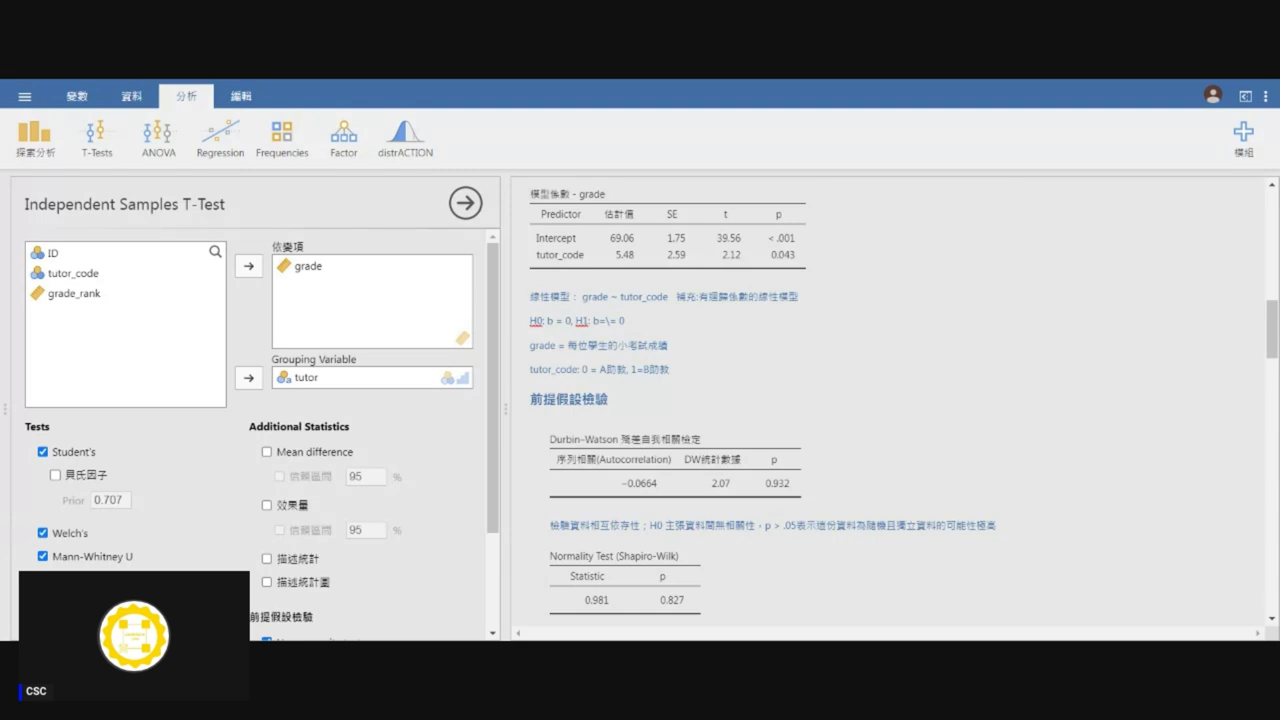 變數 資料 分析 編輯
探索分析 T-Tests ANOVA Regression Frequencies Factor distrACTION 模組
Independent Samples T-Test
ID
tutor_code
grade_rank
依變項
grade
Grouping Variable
tutor
Tests
Student's
貝氏因子
Prior 0.707
Welch's
Mann-Whitney U
Additional Statistics
Mean difference
信賴區間 95 %
效果量
信賴區間 95 %
描述統計
描述統計圖
前提假設檢驗
模型係數 - grade
Predictor 估計值 SE t p
Intercept 69.06 1.75 39.56 < .001
tutor_code 5.48 2.59 2.12 0.043
線性模型： grade ~ tutor_code 補充:有迴歸係數的線性模型
H0: b = 0, H1: b=\= 0
grade = 每位學生的小考試成績
tutor_code: 0 = A助教, 1=B助教
前提假設檢驗
Durbin–Watson 殘差自我相關檢定
序列相關(Autocorrelation) DW統計數據 p
−0.0664 2.07 0.932
檢驗資料相互依存性；H0 主張資料間無相關性，p > .05表示這份資料為隨機且獨立資料的可能性極高
Normality Test (Shapiro-Wilk)
Statistic p
0.981 0.827
CSC